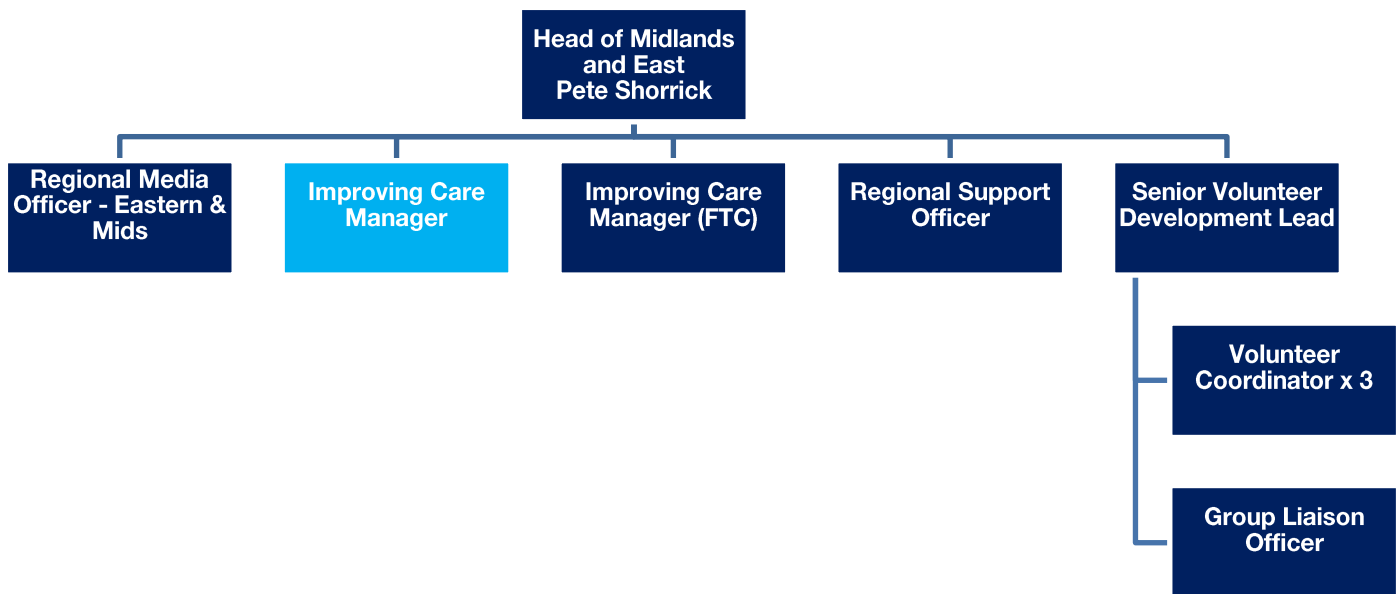 Head of Midlands
and East
Pete Shorrick
Regional Media
Officer - Eastern &
Mids
Improving Care
Manager
Improving Care
Manager (FTC)
Regional Support
Officer
Senior Volunteer
Development Lead
Volunteer
Coordinator x 3
Group Liaison
Officer